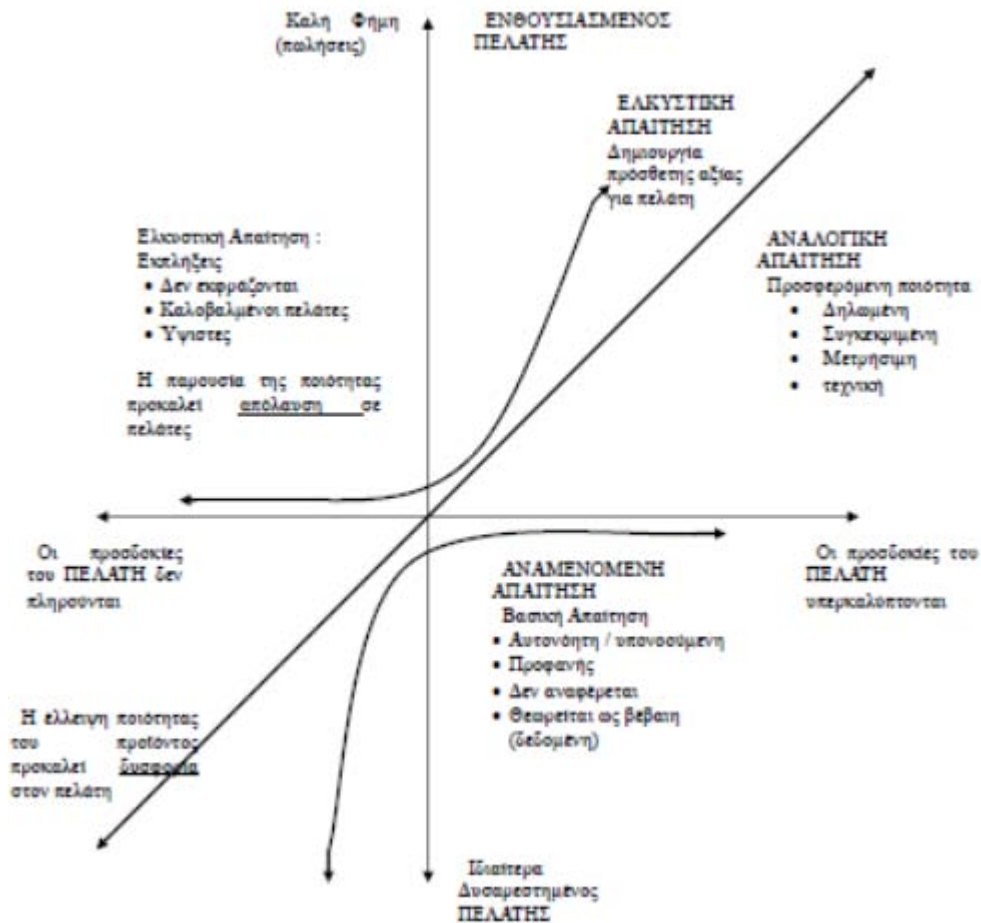 Καλή Φήμη
(πωλήσεις)
ΕΝΘΟΥΣΙΑΣΜΕΝΟΣ
ΠΕΛΑΤΗΣ
ΕΛΚΥΣΤΙΚΗ
ΑΠΑΙΤΗΣΗ
Δημιουργία
πρόσθετης αξίας
για πελάτη
Ελκυστική Απαίτηση :
Εκπλήξεις
• Δεν εκφράζονται
• Καλοβαλμένοι πελάτες
• Ύψιστες
Η παρουσία της ποιότητας
προκαλεί απόλαυση σε
πελάτες
ΑΝΑΛΟΓΙΚΗ
ΑΠΑΙΤΗΣΗ
Προσφερόμενη ποιότητα
• Δηλωμένη
• Συγκεκριμένη
• Μετρήσιμη
• τεχνική
Οι προσδοκίες
του ΠΕΛΑΤΗ δεν
πληρούνται
Οι προσδοκίες του
ΠΕΛΑΤΗ
υπερκαλύπτονται
ΑΝΑΜΕΝΟΜΕΝΗ
ΑΠΑΙΤΗΣΗ
Βασική Απαίτηση
• Αυτονόητη / υπονοούμενη
• Προφανής
• Δεν αναφέρεται
• Θεωρείται ως βέβαιη
(δεδομένη)
Η έλλειψη ποιότητας
του προϊόντος
προκαλεί δυσφορία
στον πελάτη
Ιδιαίτερα
Δυσαρεστημένος
ΠΕΛΑΤΗΣ